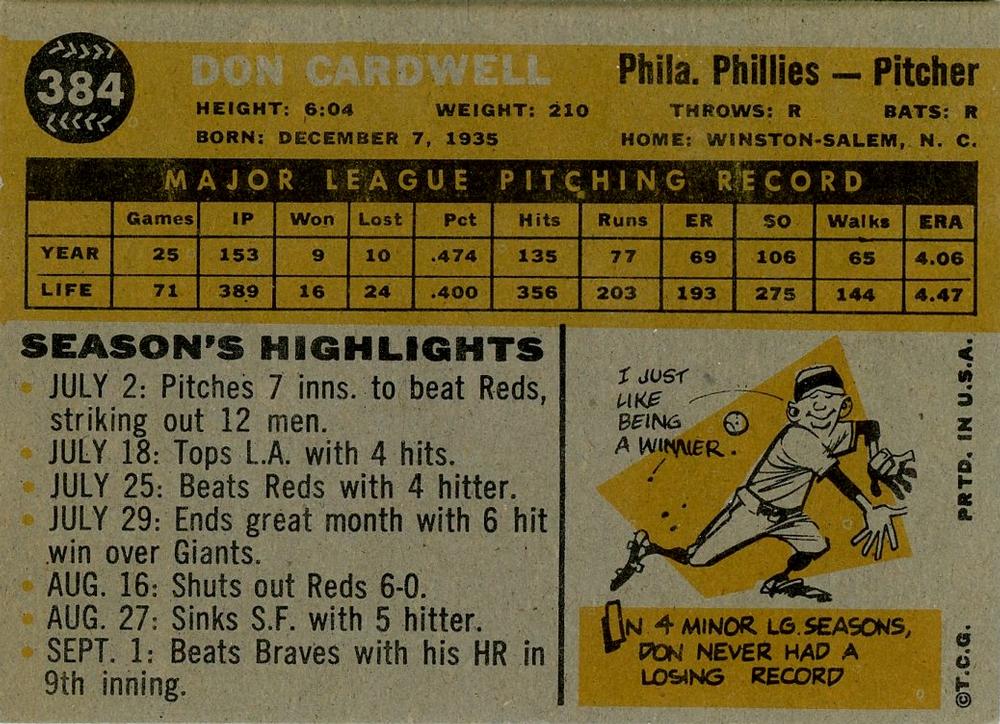 384
DON CARDWELL
Phila. Phillies — Pitcher
HEIGHT: 6:04 WEIGHT: 210 THROWS: R BATS: R
BORN: DECEMBER 7, 1935 HOME: WINSTON-SALEM, N. C.
MAJOR LEAGUE PITCHING RECORD
Games IP Won Lost Pct Hits Runs ER SO Walks ERA
YEAR 25 153 9 10 .474 135 77 69 106 65 4.06
LIFE 71 389 16 24 .400 356 203 193 275 144 4.47
SEASON'S HIGHLIGHTS
• JULY 2: Pitches 7 inns. to beat Reds,
striking out 12 men.
• JULY 18: Tops L.A. with 4 hits.
• JULY 25: Beats Reds with 4 hitter.
• JULY 29: Ends great month with 6 hit
win over Giants.
• AUG. 16: Shuts out Reds 6-0.
• AUG. 27: Sinks S.F. with 5 hitter.
• SEPT. 1: Beats Braves with his HR in
9th inning.
I JUST
LIKE
BEING
A WINNER.
IN 4 MINOR LG. SEASONS,
DON NEVER HAD A
LOSING RECORD
©T.C.G. PRTD. IN U.S.A.